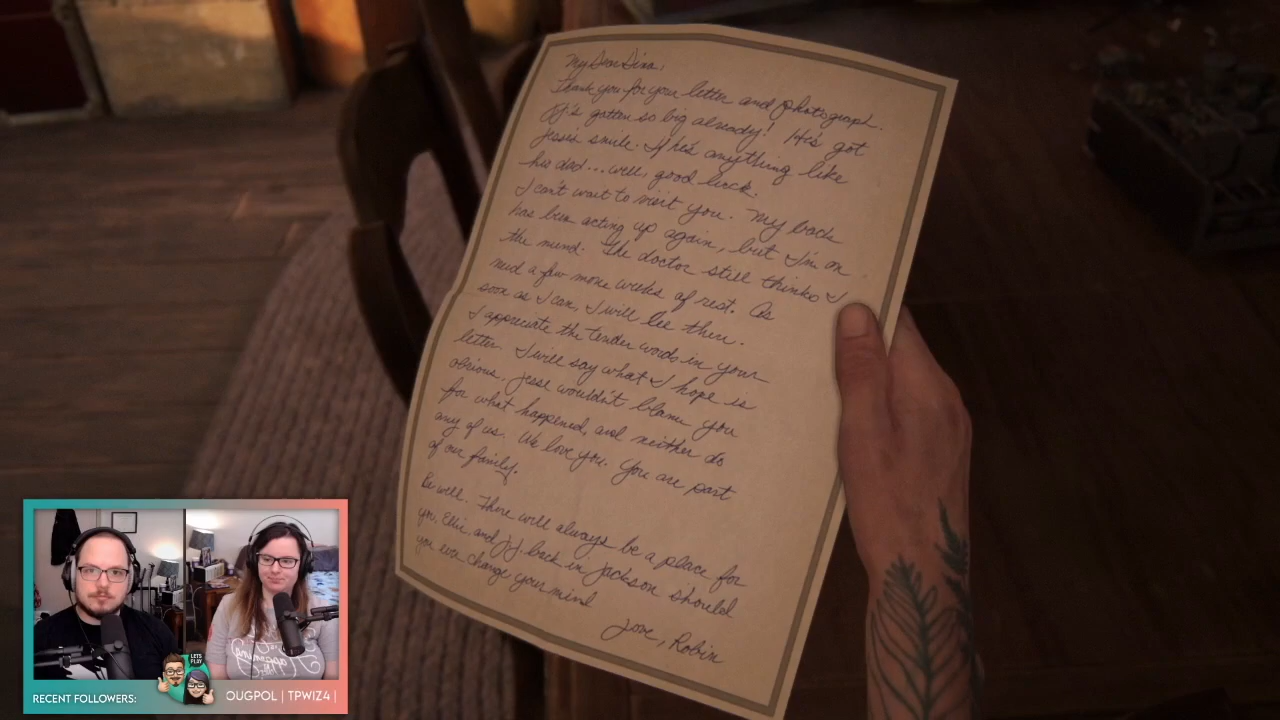 My Dear Dina,
Thank you for your letter and photograph.
JJ's gotten so big already! He's got
Jesse's smile. If he's anything like
his dad... well, good luck.
I can't wait to visit you. My back
has been acting up again, but I'm on
the mend. The doctor still thinks I
need a few more weeks of rest. As
soon as I can, I will be there.
I appreciate the tender words in your
letter. I will say what I hope is
obvious, Jesse wouldn't blame you
for what happened, and neither do
any of us. We love you. You are part
of our family.
Be well. There will always be a place for
you, Ellie, and J.J. back in Jackson should
you ever change your mind
Love, Robin
LETS
PLAY
RECENT FOLLOWERS:
OUGPOL | TPWIZ4 |